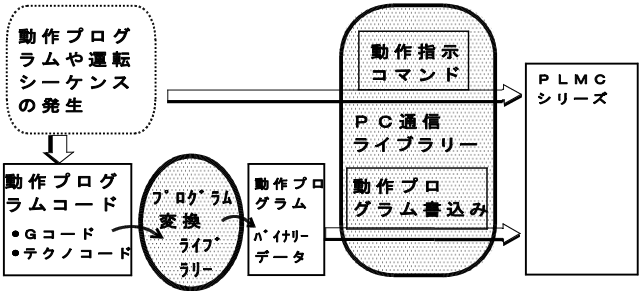 動作プログ
ラムや運転
シーケンス
の発生
動作プログ
ラムコード
●Gコード
●テクノコード
ﾌﾟﾛｸﾞﾗﾑ
変換
ﾗｲﾌﾞ
ﾗﾘｰ
動作プロ
グラム
ﾊﾞｲﾅﾘｰ
データ
動作指示
コマンド
PC通信
ライブラリー
動作プロ
グラム書込み
PLMC
シリーズ